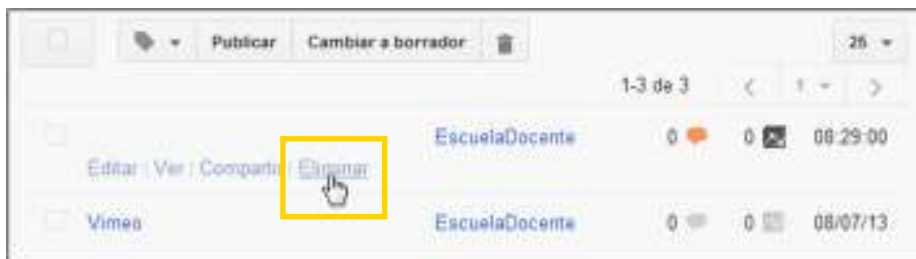 Publicar Cambiar a borrador 25
1-3 de 3 1
EscuelaDocente 0 0 08:29:00
Editar | Ver | Compartir | Eliminar
Vimeo EscuelaDocente 0 0 08/07/13